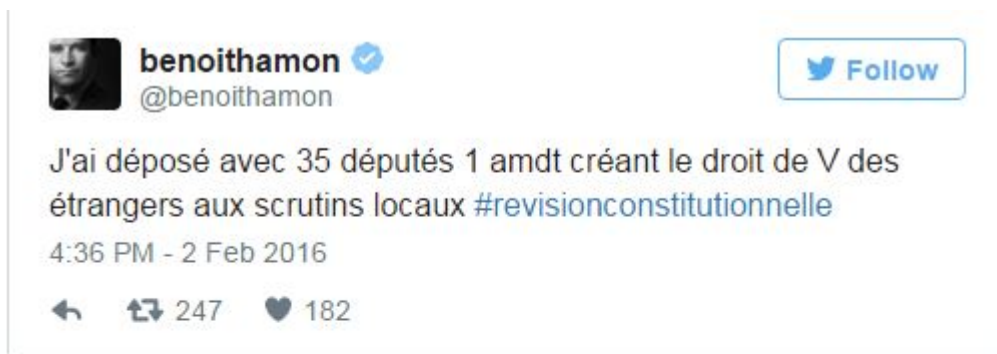 benoithamon
@benoithamon
Follow
J'ai déposé avec 35 députés 1 amdt créant le droit de V des
étrangers aux scrutins locaux #revisionconstitutionnelle
4:36 PM - 2 Feb 2016
247 182